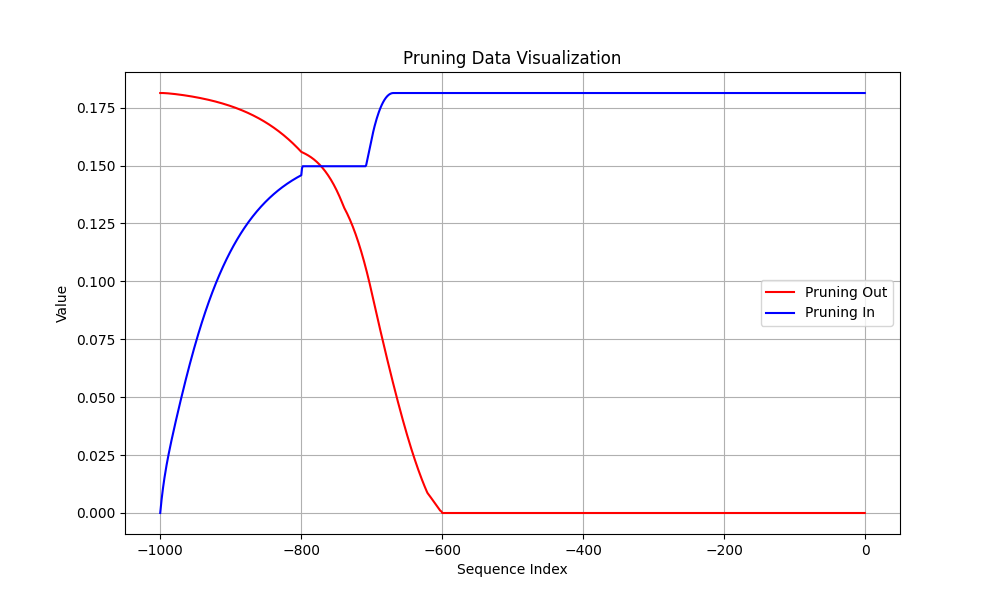 Pruning Data Visualization
0.175
0.150
0.125
0.100
0.075
0.050
0.025
0.000
Value
Pruning Out
Pruning In
−1000 −800 −600 −400 −200 0
Sequence Index